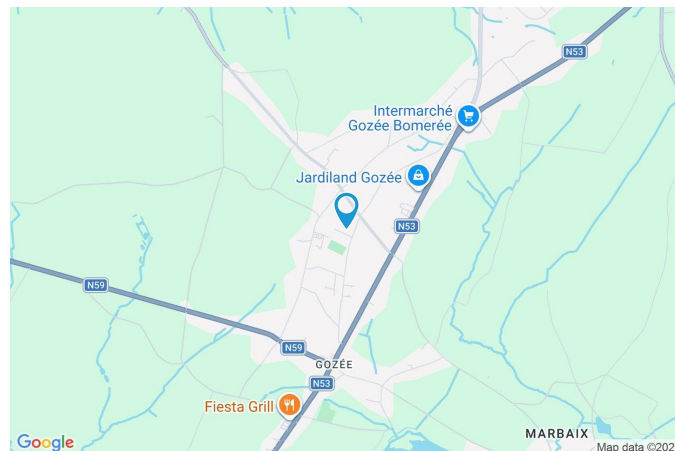 N53
Intermarché
Gozée Bomerée
Jardiland Gozée
N53
N59
N59
GOZÉE
N53
Fiesta Grill
MARBAIX
Google
Map data ©202